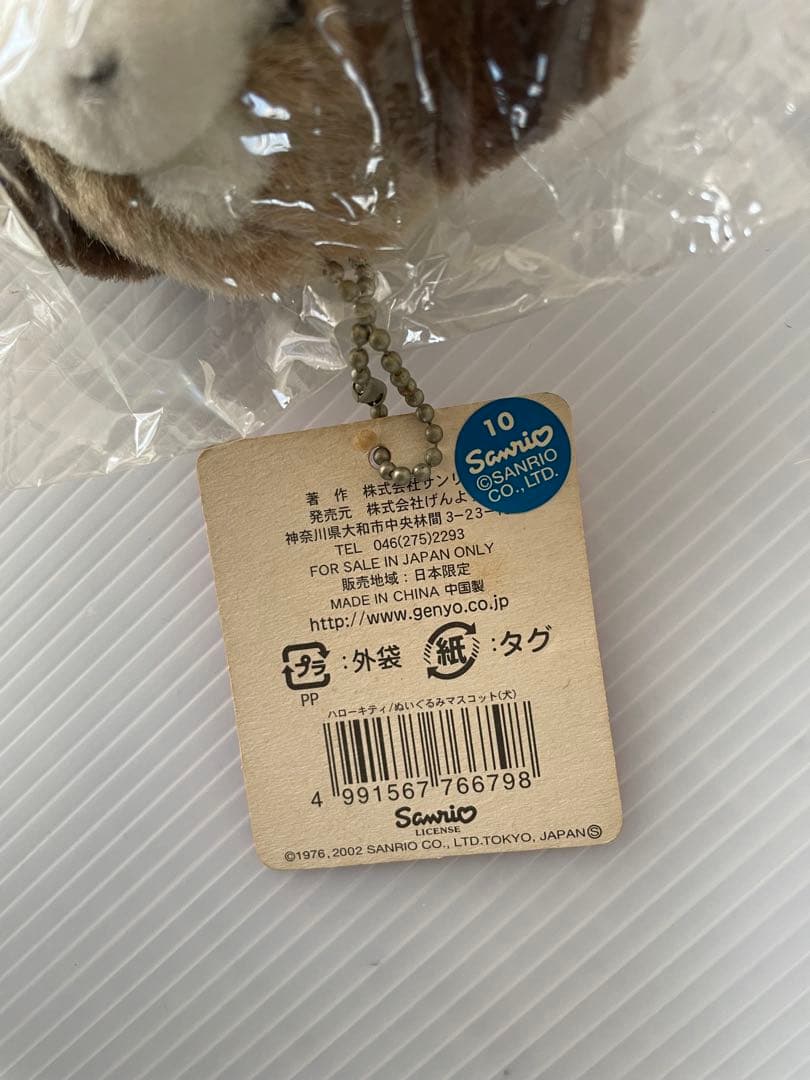 10
Sanrio
©SANRIO
CO., LTD.
著 作 株式会社サンリ
発売元 株式会社げんよ
神奈川県大和市中央林間3-23-
TEL 046(275)2293
FOR SALE IN JAPAN ONLY
販売地域：日本限定
MADE IN CHINA 中国製
http://www.genyo.co.jp
プラ :外袋 紙 :タグ
PP
ハローキティ/ぬいぐるみマスコット(犬)
4 991567 766798
Sanrio
LICENSE
©1976, 2002 SANRIO CO., LTD.TOKYO, JAPAN Ⓢ